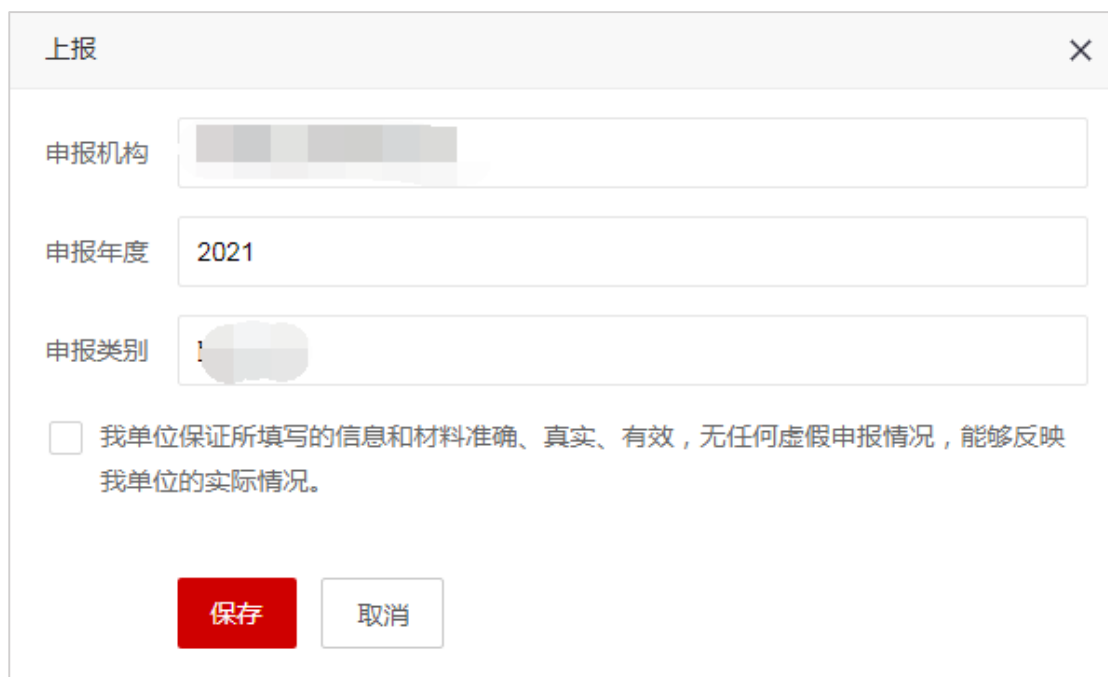 上报
申报机构
申报年度 2021
申报类别
我单位保证所填写的信息和材料准确、真实、有效，无任何虚假申报情况，能够反映
我单位的实际情况。
保存 取消